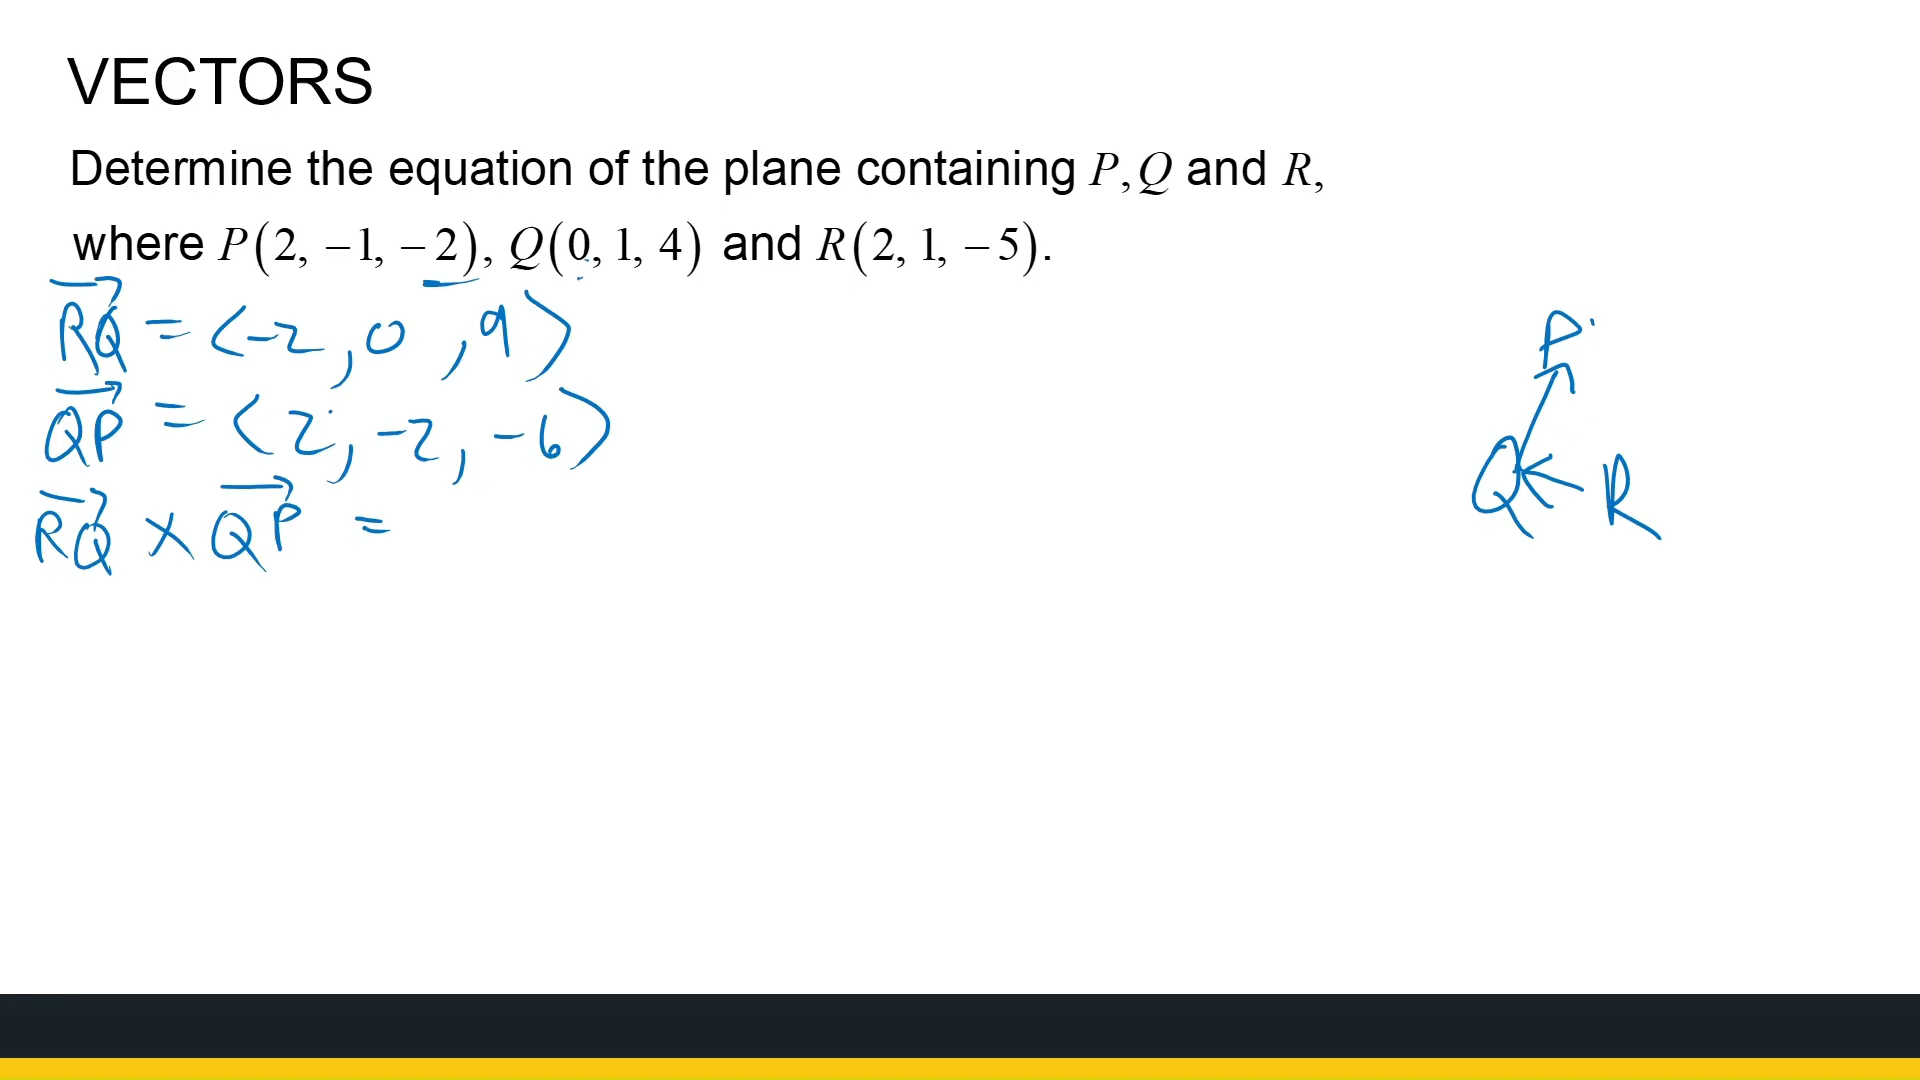 VECTORS
Determine the equation of the plane containing P, Q and R,
where P(2, −1, −2), Q(0, 1, 4) and R(2, 1, −5).
RQ = ⟨-2, 0, 9⟩
QP = ⟨2, -2, -6⟩
RQ × QP =
P
Q R